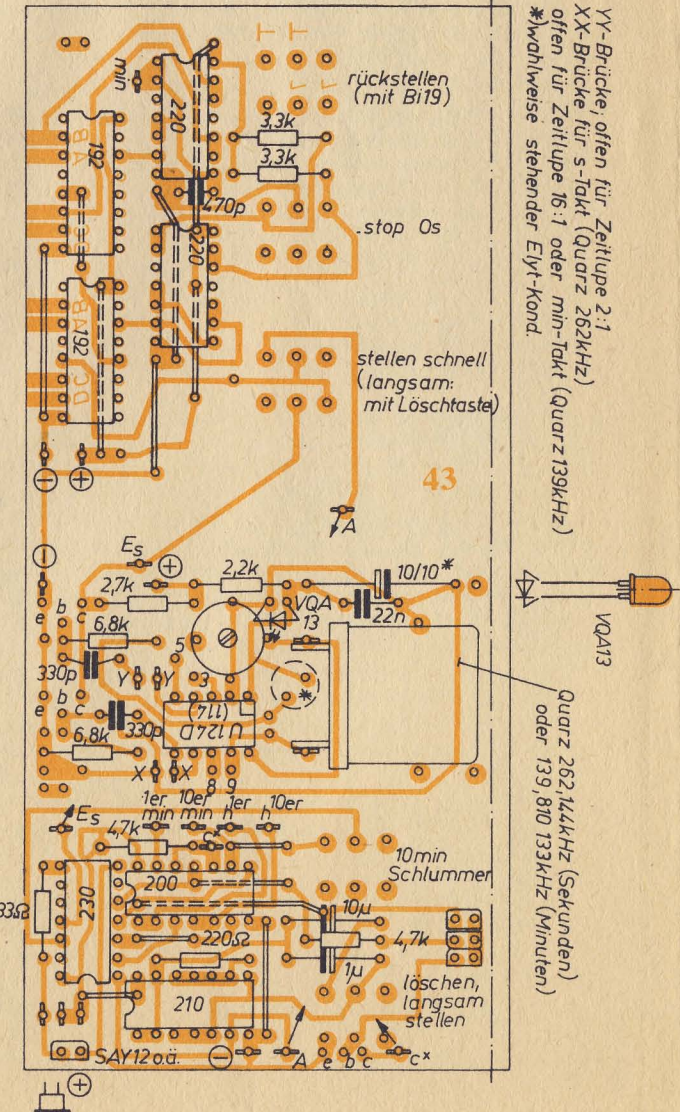 YY-Brücke; offen für Zeitlupe 2:1
XX-Brücke für s-Takt (Quarz 262kHz)
offen für Zeitlupe 16:1 oder min-Takt (Quarz 139kHz)
*)wahlweise stehender Elyt-Kond.
VQA13
Quarz 262,144kHz (Sekunden)
oder 139,810 133kHz (Minuten)
rückstellen
(mit Bi19)
T T
L L
min
220
3,3k
3,3k
192
A B
D C
470p
220
stop 0s
192
A B
D C
stellen schnell
(langsam:
mit Löschtaste)
43
A
Es
2,7k
2,2k
10/10*
22n
VQA
13
e b c
6,8k
330p
5
3
Y Y
*
U124D
(114)
e b c
330p
6,8k
X X
8 9
Es
1er
min
10er
min
1er
h
10er
h
c*
4,7k
10min
Schlummer
33Ω
230
200
10µ
4,7k
220Ω
1µ
210
löschen,
langsam
stellen
SAY12 o.ä.
A e b c c*